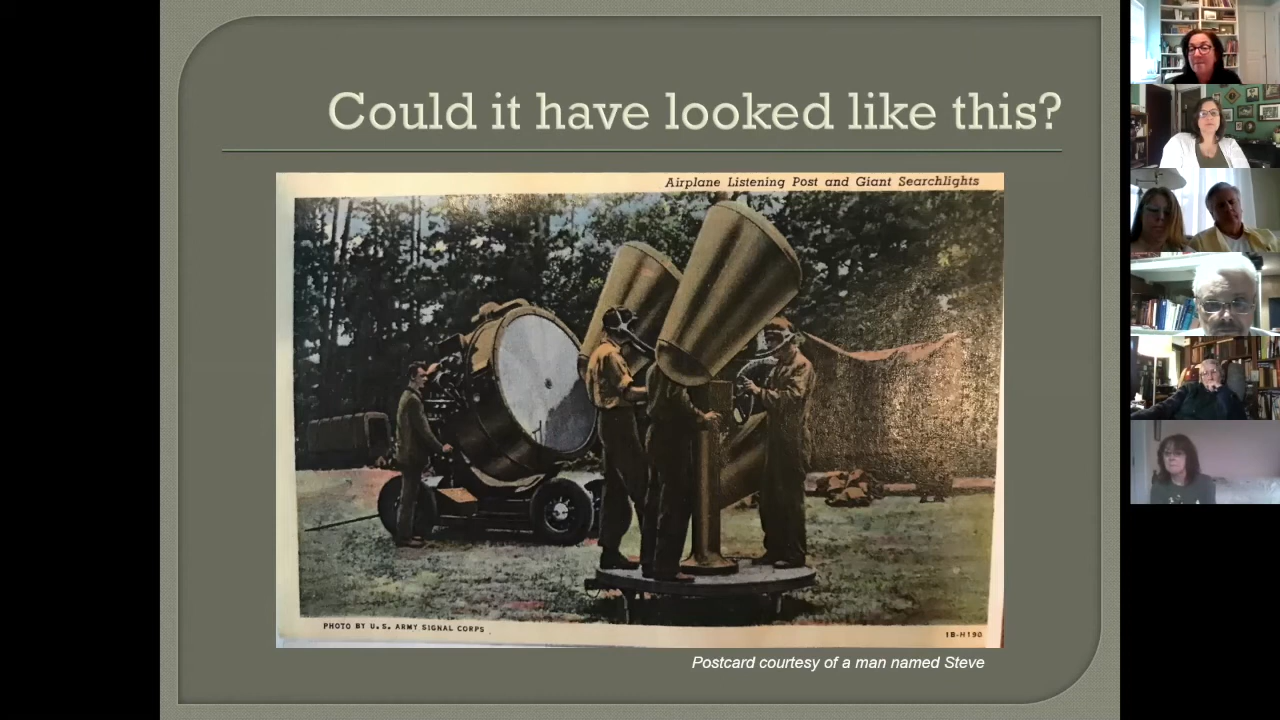 Could it have looked like this?
Airplane Listening Post and Giant Searchlights
PHOTO BY U. S. ARMY SIGNAL CORPS
1B-H190
Postcard courtesy of a man named Steve